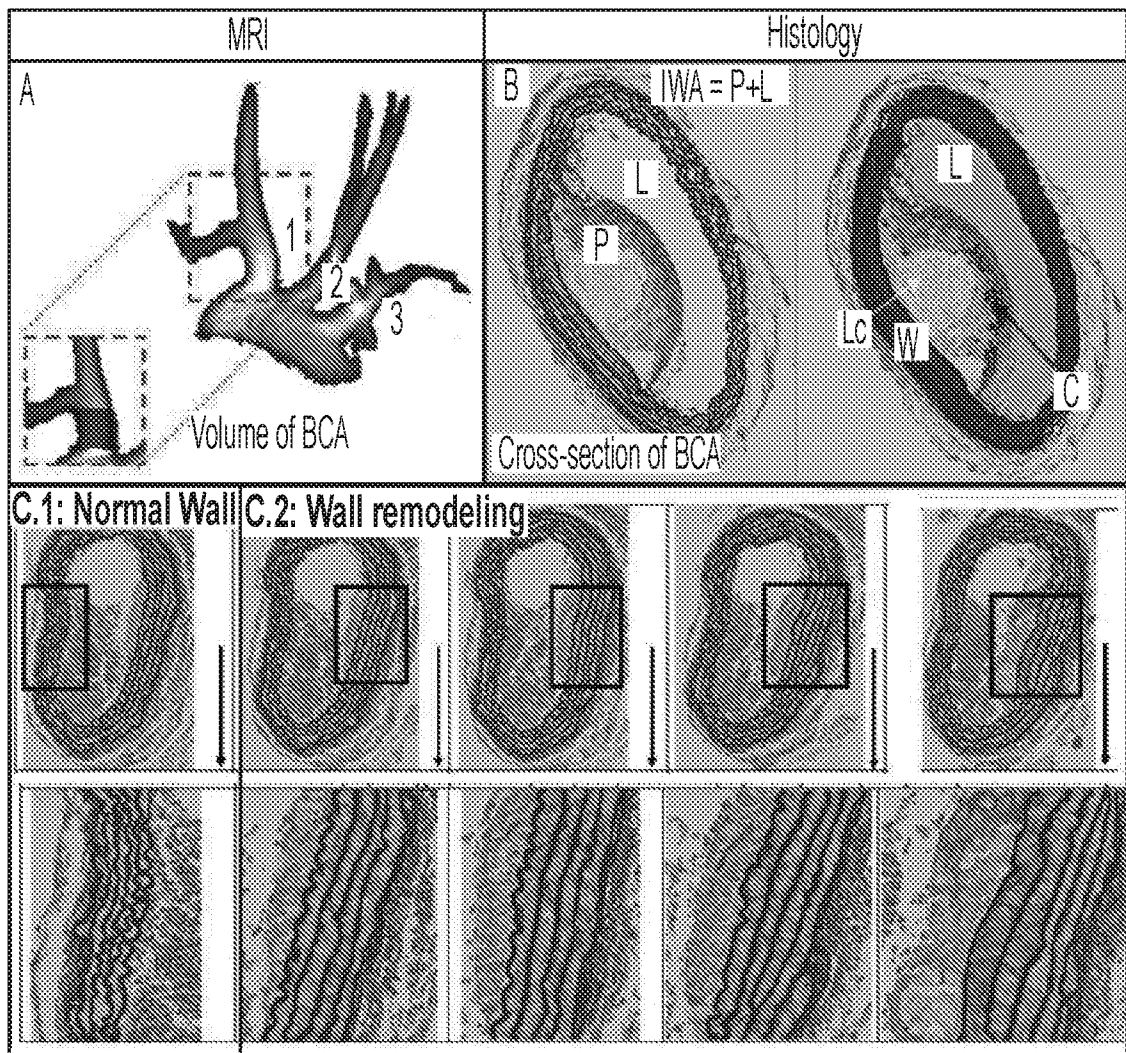 MRI
Histology
A
1
2
3
Volume of BCA
B
IWA = P+L
L
P
Cross-section of BCA
L
Lc
W
C
C.1: Normal Wall
C.2: Wall remodeling